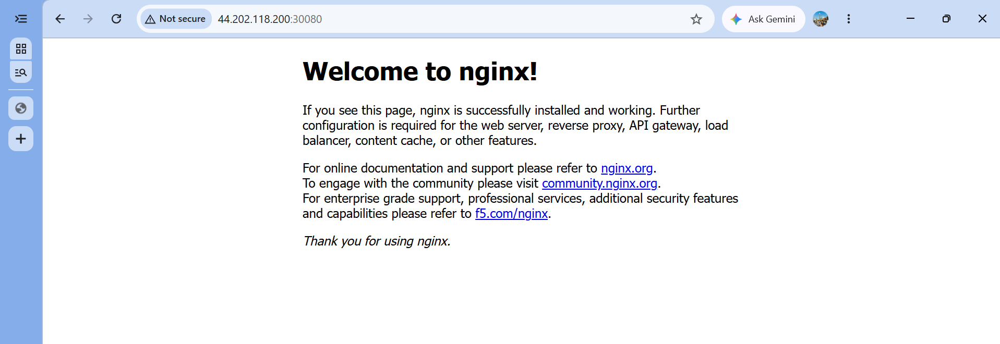 Not secure
44.202.118.200:30080
Ask Gemini
Welcome to nginx!
If you see this page, nginx is successfully installed and working. Further
configuration is required for the web server, reverse proxy, API gateway, load
balancer, content cache, or other features.
For online documentation and support please refer to nginx.org.
To engage with the community please visit community.nginx.org.
For enterprise grade support, professional services, additional security features
and capabilities please refer to f5.com/nginx.
Thank you for using nginx.